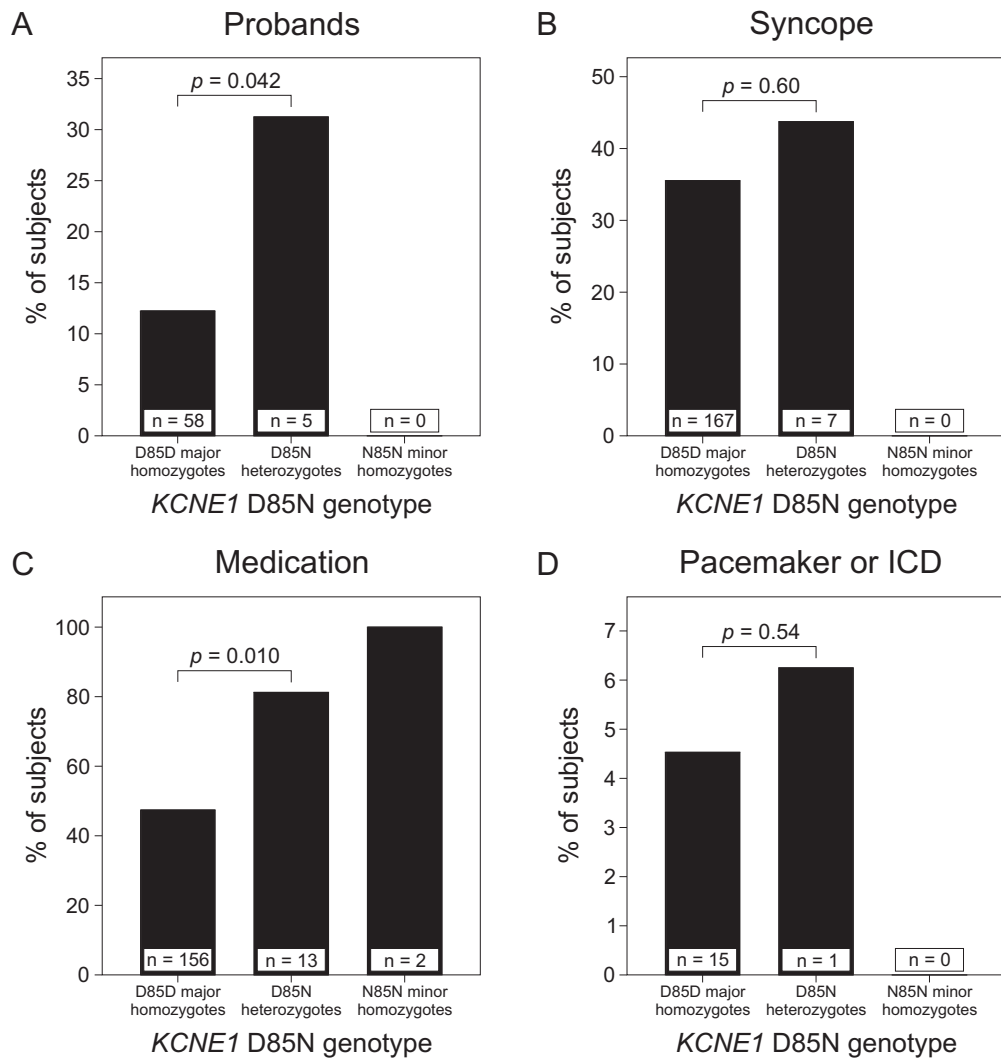 A
Probands
% of subjects
35
30
25
20
15
10
5
0
p = 0.042
n = 58
n = 5
n = 0
D85D major
homozygotes
D85N
heterozygotes
N85N minor
homozygotes
KCNE1 D85N genotype
B
Syncope
% of subjects
50
40
30
20
10
0
p = 0.60
n = 167
n = 7
n = 0
D85D major
homozygotes
D85N
heterozygotes
N85N minor
homozygotes
KCNE1 D85N genotype
C
Medication
% of subjects
100
80
60
40
20
0
p = 0.010
n = 156
n = 13
n = 2
D85D major
homozygotes
D85N
heterozygotes
N85N minor
homozygotes
KCNE1 D85N genotype
D
Pacemaker or ICD
% of subjects
7
6
5
4
3
2
1
0
p = 0.54
n = 15
n = 1
n = 0
D85D major
homozygotes
D85N
heterozygotes
N85N minor
homozygotes
KCNE1 D85N genotype